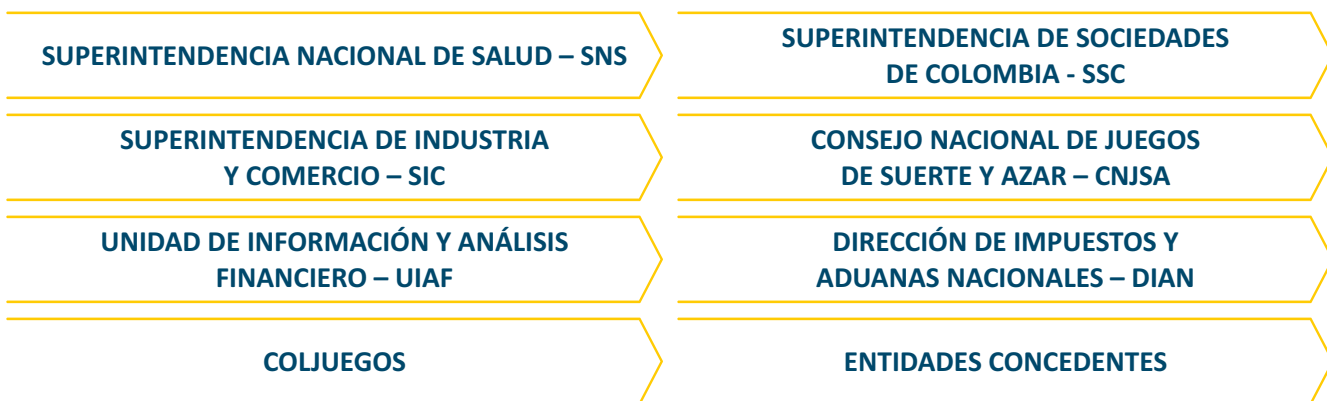 SUPERINTENDENCIA NACIONAL DE SALUD – SNS
SUPERINTENDENCIA DE SOCIEDADES
DE COLOMBIA - SSC
SUPERINTENDENCIA DE INDUSTRIA
Y COMERCIO – SIC
CONSEJO NACIONAL DE JUEGOS
DE SUERTE Y AZAR – CNJSA
UNIDAD DE INFORMACIÓN Y ANÁLISIS
FINANCIERO – UIAF
DIRECCIÓN DE IMPUESTOS Y
ADUANAS NACIONALES – DIAN
COLJUEGOS
ENTIDADES CONCEDENTES